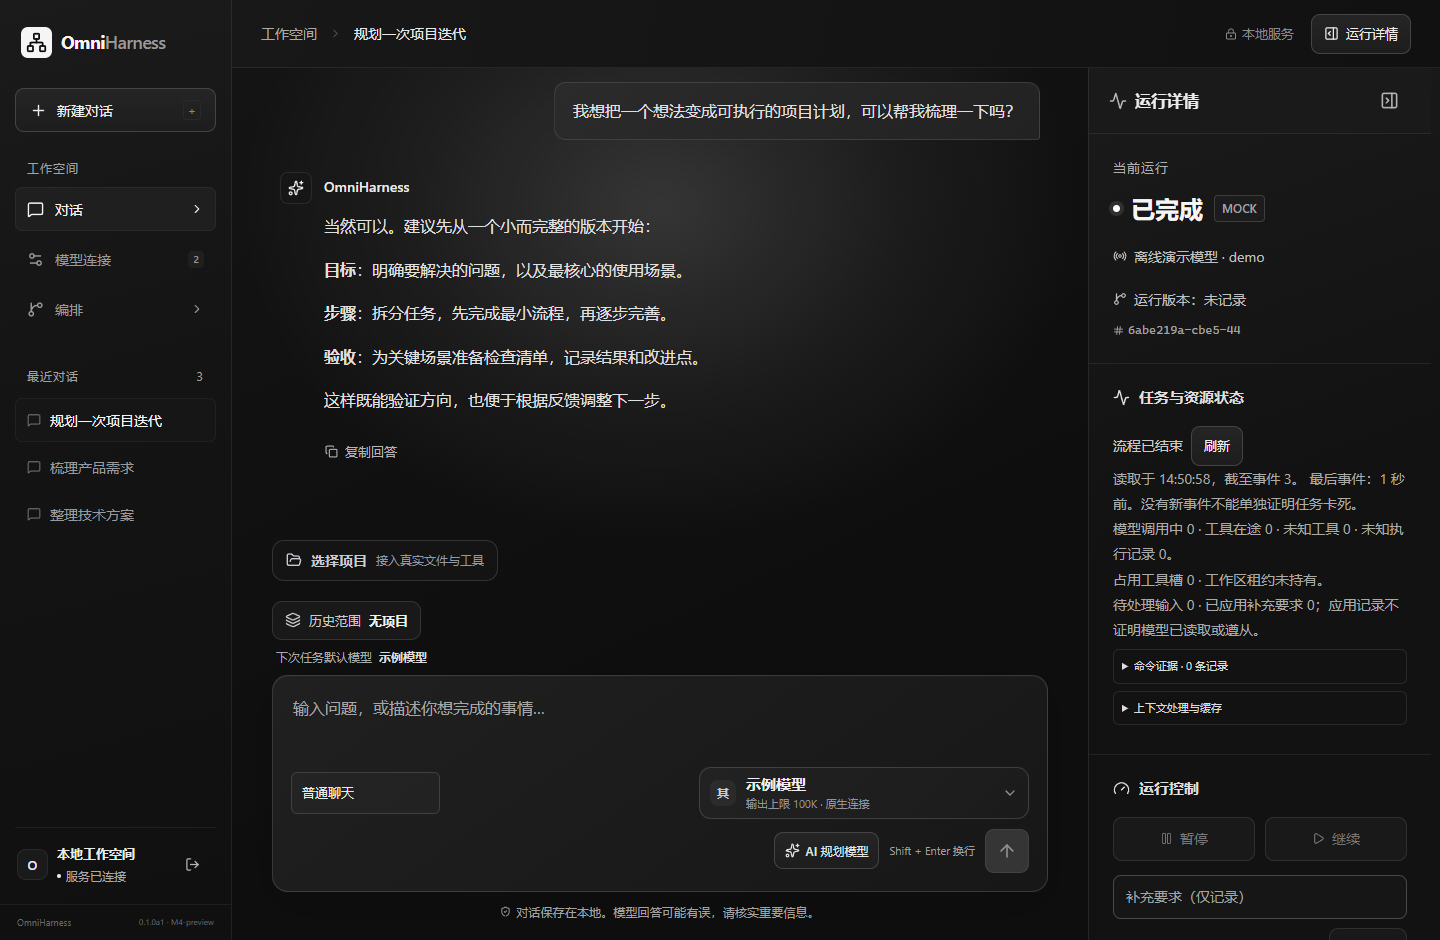 OmniHarness
新建对话
+
工作空间
对话
模型连接 2
编排
最近对话 3
规划一次项目迭代
梳理产品需求
整理技术方案
O
本地工作空间
服务已连接
OmniHarness 0.1.0a1 · M4-preview
工作空间 > 规划一次项目迭代
本地服务
运行详情
我想把一个想法变成可执行的项目计划，可以帮我梳理一下吗？
OmniHarness
当然可以。建议先从一个小而完整的版本开始：
目标：明确要解决的问题，以及最核心的使用场景。
步骤：拆分任务，先完成最小流程，再逐步完善。
验收：为关键场景准备检查清单，记录结果和改进点。
这样既能验证方向，也便于根据反馈调整下一步。
复制回答
选择项目 接入真实文件与工具
历史范围 无项目
下次任务默认模型 示例模型
输入问题，或描述你想完成的事情...
普通聊天
其
示例模型
输出上限 100K · 原生连接
AI 规划模型
Shift + Enter 换行
对话保存在本地。模型回答可能有误，请核实重要信息。
运行详情
当前运行
已完成 MOCK
离线演示模型 · demo
运行版本：未记录
# 6abe219a-cbe5-44
任务与资源状态
流程已结束 刷新
读取于 14:50:58，截至事件 3。 最后事件：1 秒
前。没有新事件不能单独证明任务卡死。
模型调用中 0 · 工具在途 0 · 未知工具 0 · 未知执
行记录 0。
占用工具槽 0 · 工作区租约未持有。
待处理输入 0 · 已应用补充要求 0；应用记录不
证明模型已读取或遵从。
命令证据 · 0 条记录
上下文处理与缓存
运行控制
暂停
继续
补充要求（仅记录）